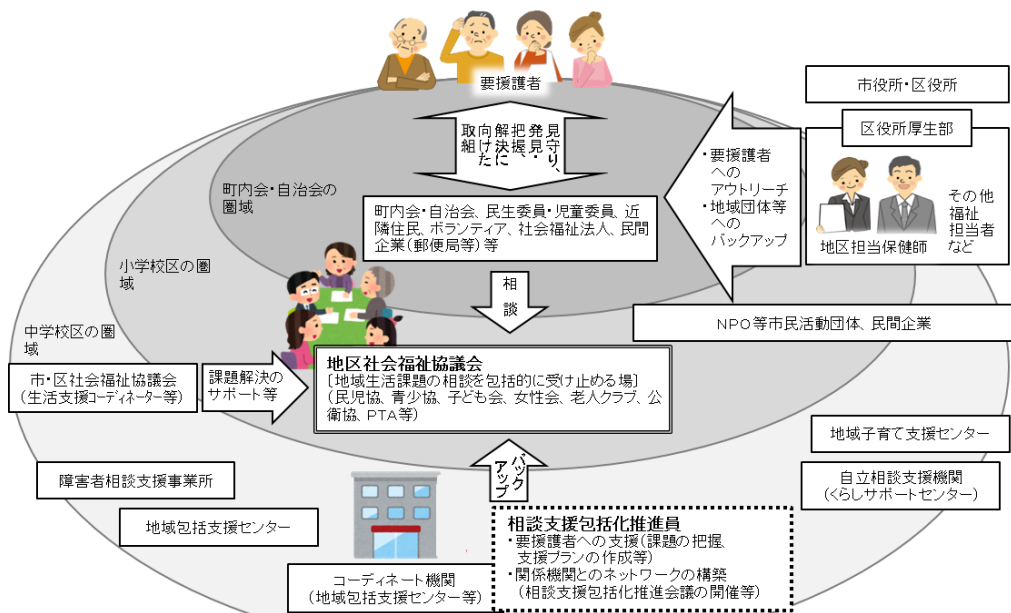 要援護者
見守り、
発見・
把握、
解決に
向けた
取組
町内会・自治会の
圏域
町内会・自治会、民生委員・児童委員、近
隣住民、ボランティア、社会福祉法人、民間
企業(郵便局等)等
・要援護者
への
アウトリーチ
・地域団体等
への
バックアップ
市役所・区役所
区役所厚生部
地区担当保健師
その他
福祉
担当者
など
小学校区の圏
域
相
談
NPO等市民活動団体、民間企業
中学校区の圏
域
市・区社会福祉協議会
(生活支援コーディネーター等)
課題解決の
サポート等
地区社会福祉協議会
[地域生活課題の相談を包括的に受け止める場]
(民児協、青少協、子ども会、女性会、老人クラブ、公
衛協、PTA等)
バック
アップ
地域子育て支援センター
自立相談支援機関
(くらしサポートセンター)
障害者相談支援事業所
地域包括支援センター
コーディネート機関
(地域包括支援センター等)
相談支援包括化推進員
・要援護者への支援(課題の把握、
支援プランの作成等)
・関係機関とのネットワークの構築
(相談支援包括化推進会議の開催等)